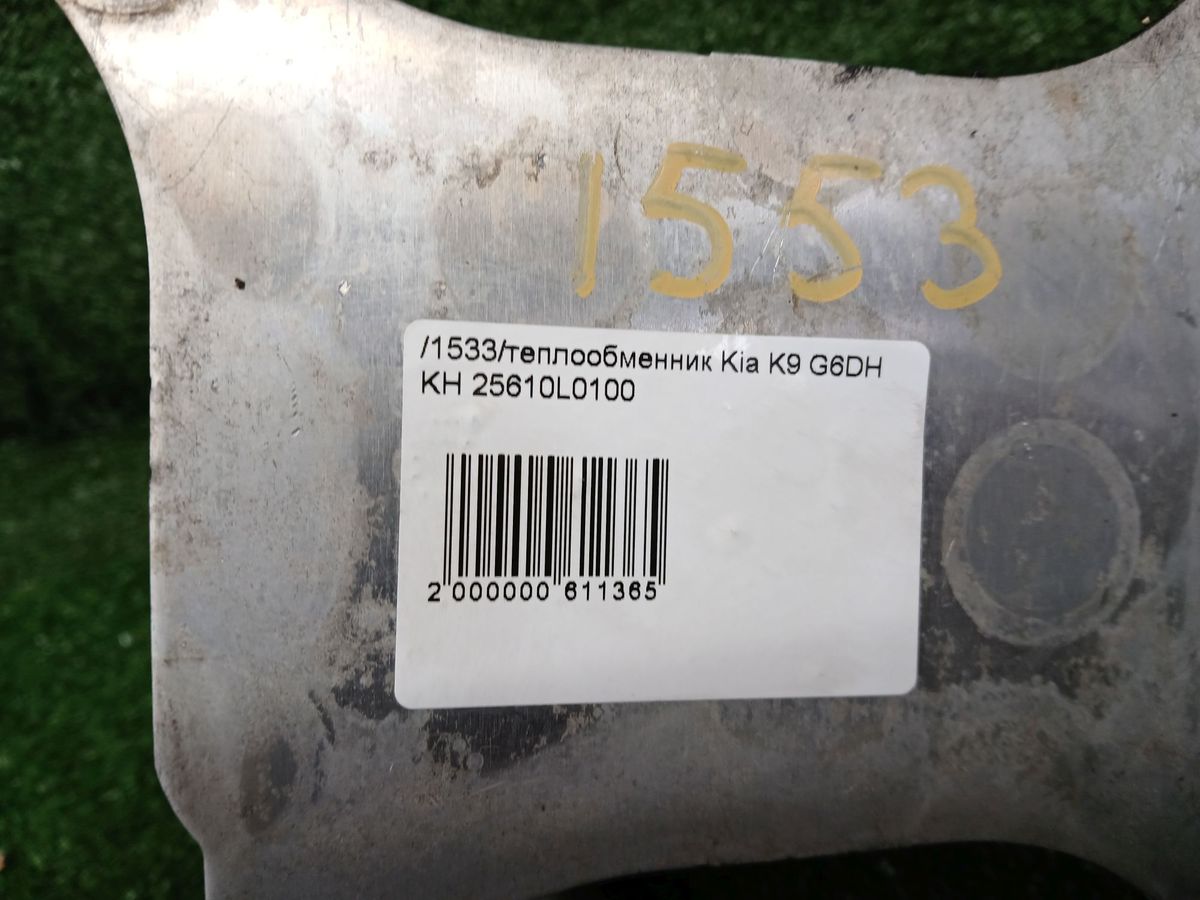 1553
/1533/теплообменник Kia K9 G6DH
KH 25610L0100
2 000000 611365